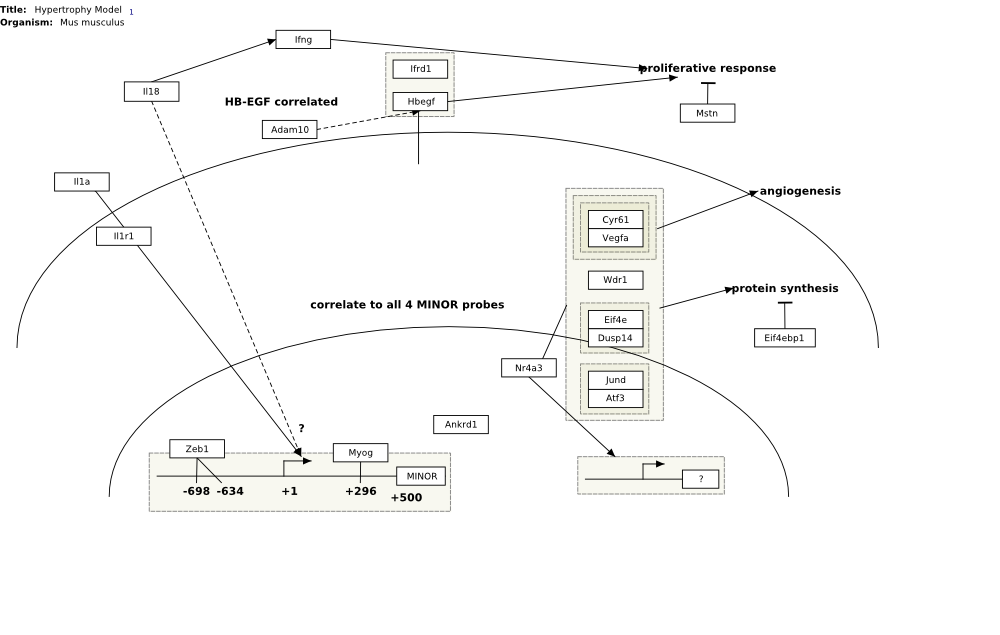 Title: Hypertrophy Model 1
Organism: Mus musculus
Ifng
Ifrd1
proliferative response
Il18
HB-EGF correlated
Hbegf
Mstn
Adam10
Il1a
angiogenesis
Cyr61
Il1r1
Vegfa
Wdr1
protein synthesis
correlate to all 4 MINOR probes
Eif4e
Dusp14
Eif4ebp1
Nr4a3
Jund
Atf3
Ankrd1
?
Zeb1
Myog
MINOR
?
-698 -634 +1 +296 +500